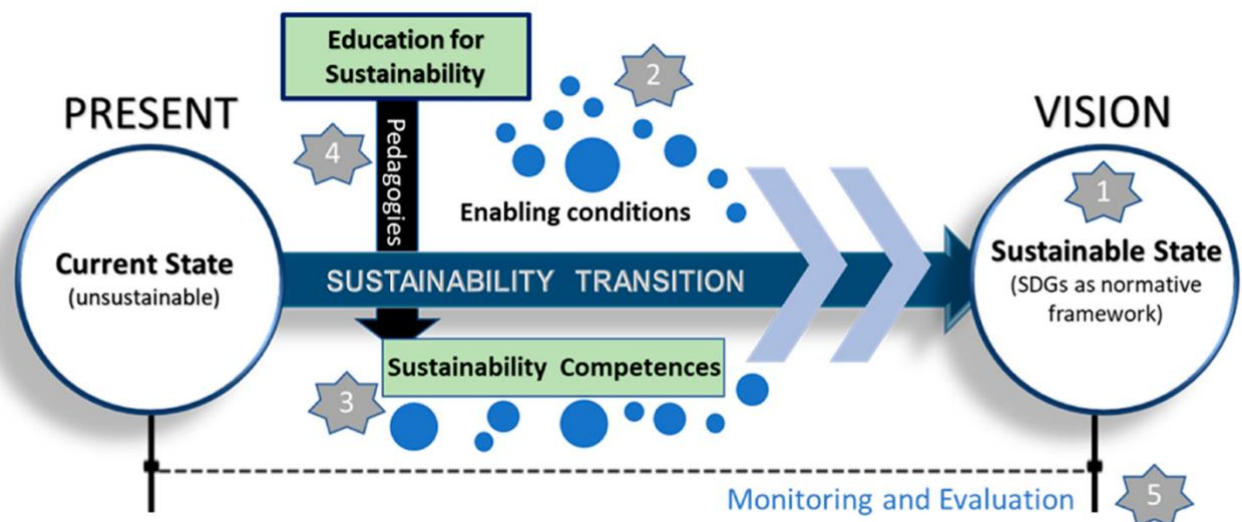 Education for
Sustainability
2
PRESENT
VISION
4
Pedagogies
1
Enabling conditions
Current State
(unsustainable)
SUSTAINABILITY TRANSITION
Sustainable State
(SDGs as normative
framework)
Sustainability Competences
3
Monitoring and Evaluation
5